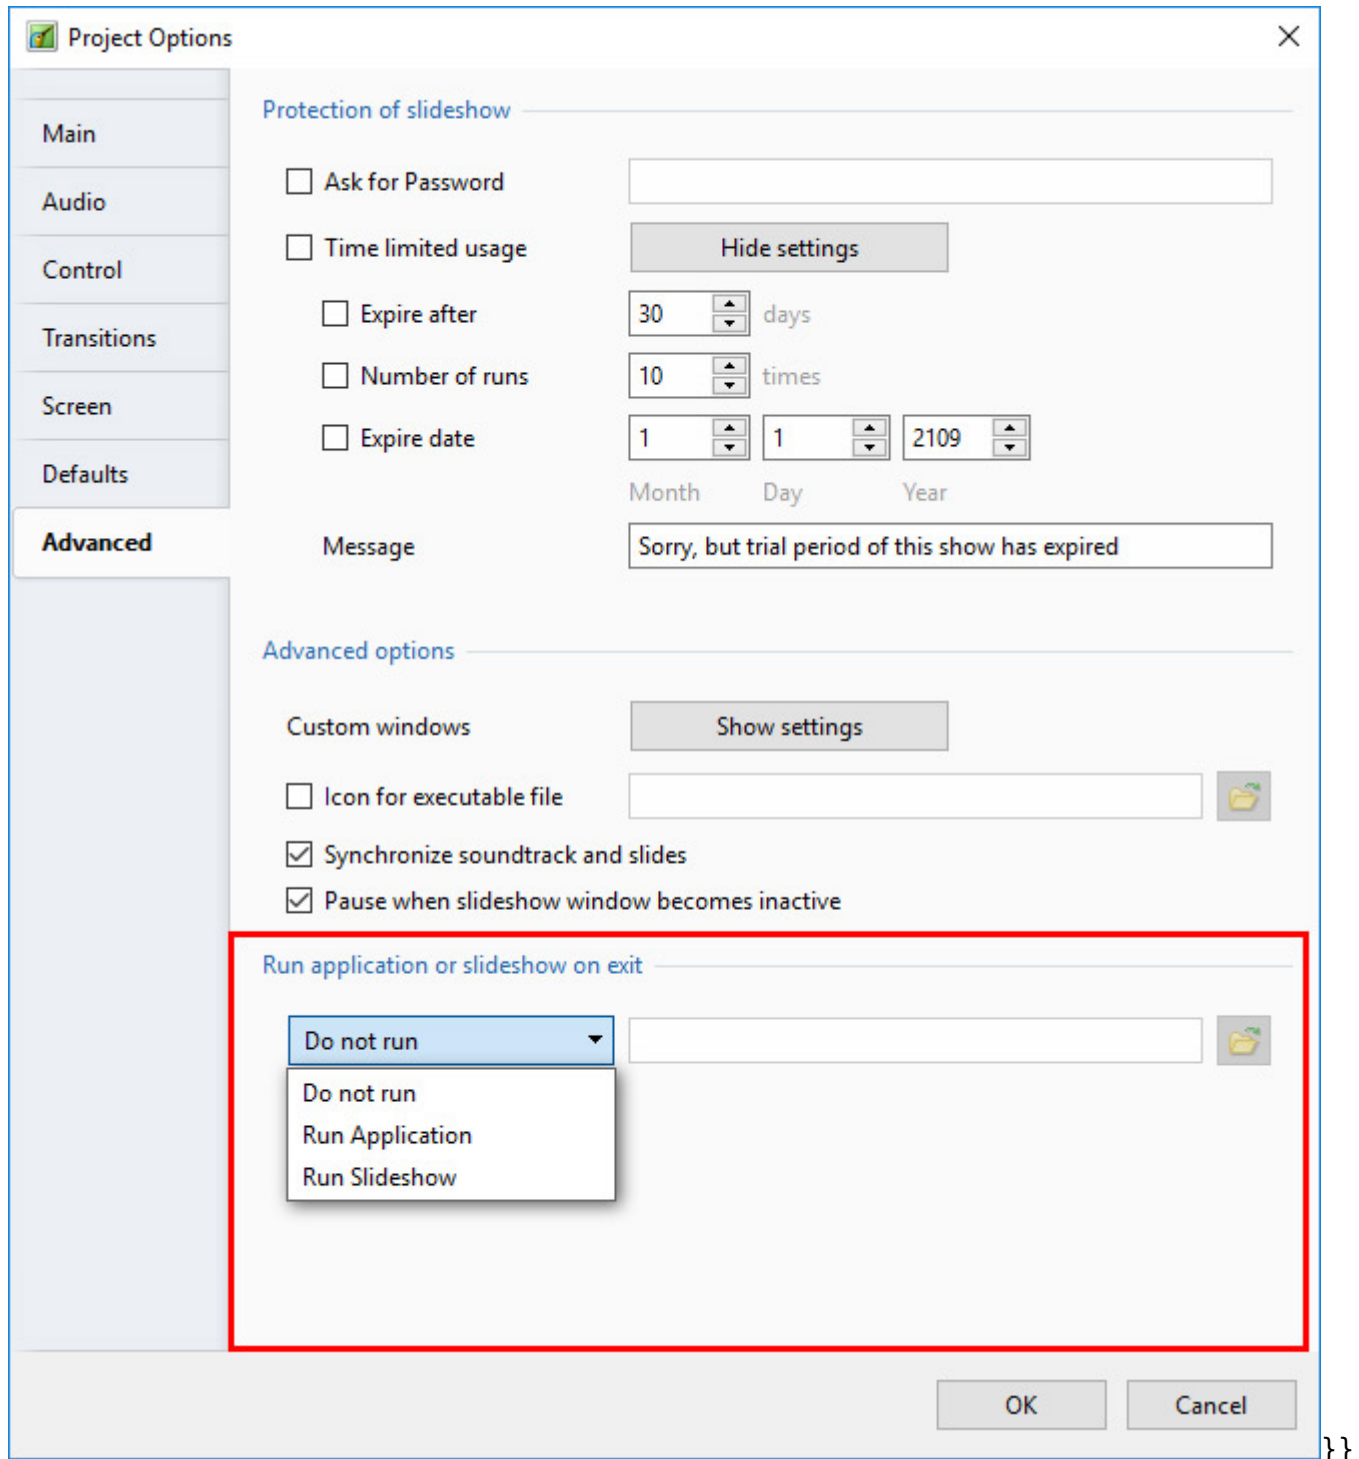 Project Options
Main
Audio
Control
Transitions
Screen
Defaults
Advanced
Protection of slideshow
Ask for Password
Time limited usage Hide settings
Expire after 30 days
Number of runs 10 times
Expire date 1 1 2109
Month Day Year
Message Sorry, but trial period of this show has expired
Advanced options
Custom windows Show settings
Icon for executable file
Synchronize soundtrack and slides
Pause when slideshow window becomes inactive
Run application or slideshow on exit
Do not run
Do not run
Run Application
Run Slideshow
OK Cancel
}}